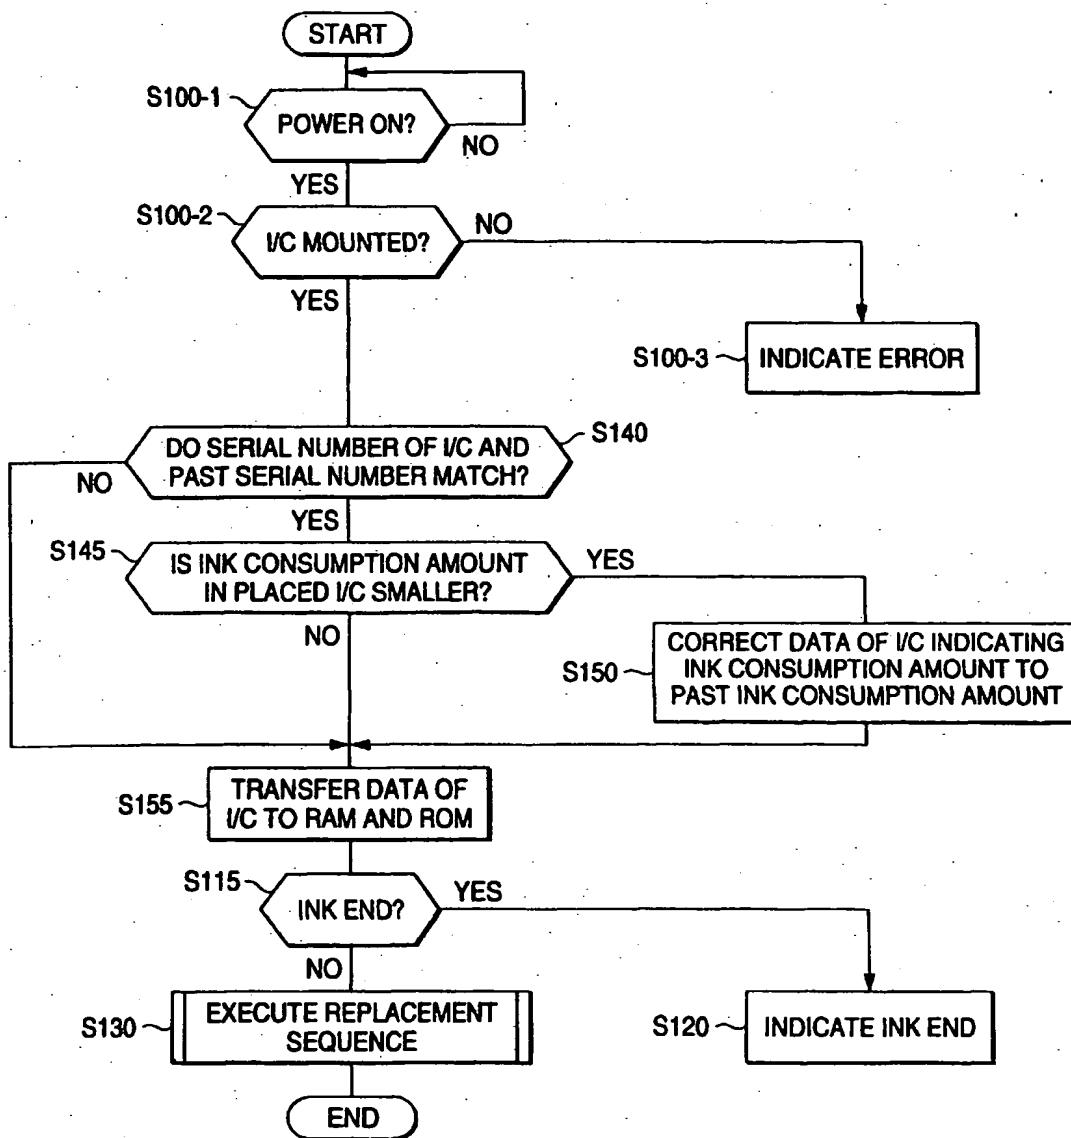 START
S100-1
POWER ON?
NO
YES
S100-2
I/C MOUNTED?
NO
YES
S100-3
INDICATE ERROR
DO SERIAL NUMBER OF I/C AND
PAST SERIAL NUMBER MATCH?
S140
NO
YES
S145
IS INK CONSUMPTION AMOUNT
IN PLACED I/C SMALLER?
YES
NO
S150
CORRECT DATA OF I/C INDICATING
INK CONSUMPTION AMOUNT TO
PAST INK CONSUMPTION AMOUNT
S155
TRANSFER DATA OF
I/C TO RAM AND ROM
S115
INK END?
YES
NO
S130
EXECUTE REPLACEMENT
SEQUENCE
S120
INDICATE INK END
END